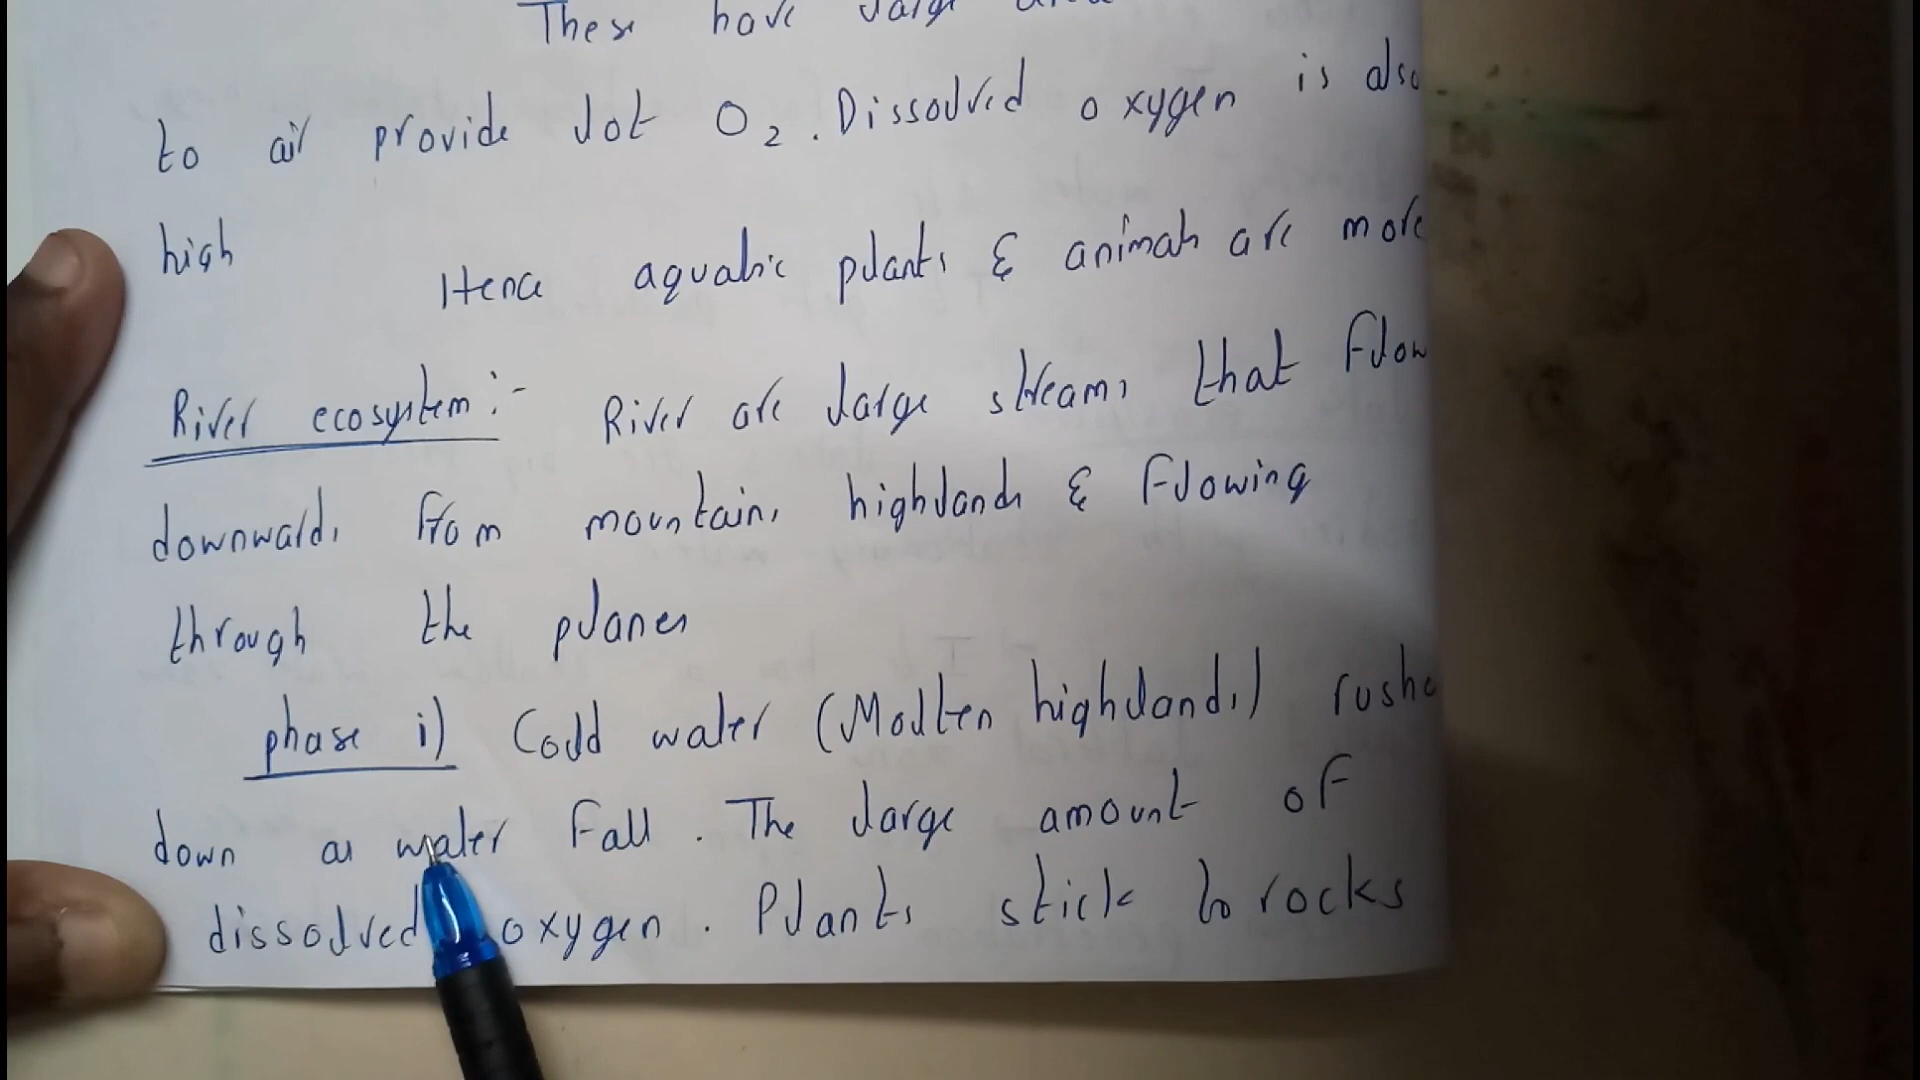 These have large
to air provide lot O2. Dissolved oxygen is also
high
Hence aquatic plants & animals are more
River ecosystem :- River are large streams that flow
downwards from mountains highlands & flowing
through the planes
phase i) Cold water (Molten highlands) rushe
down as water fall. The large amount of
dissolved oxygen. Plants stick to rocks